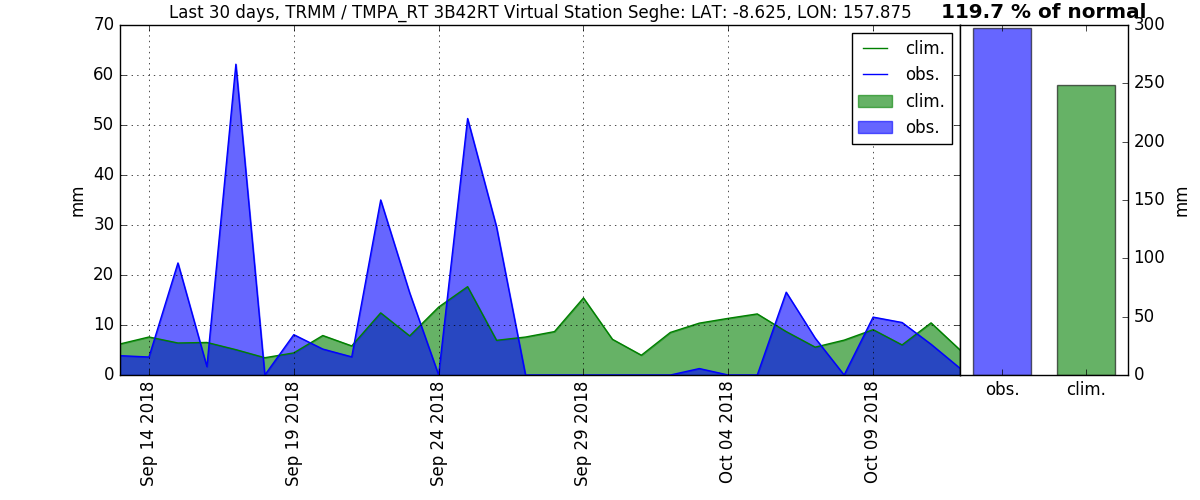 Last 30 days, TRMM / TMPA_RT 3B42RT Virtual Station Seghe: LAT: -8.625, LON: 157.875
119.7 % of normal
70
60
50
40
30
20
10
0
mm
clim.
obs.
clim.
obs.
300
250
200
150
100
50
0
mm
obs.
clim.
Sep 14 2018
Sep 19 2018
Sep 24 2018
Sep 29 2018
Oct 04 2018
Oct 09 2018